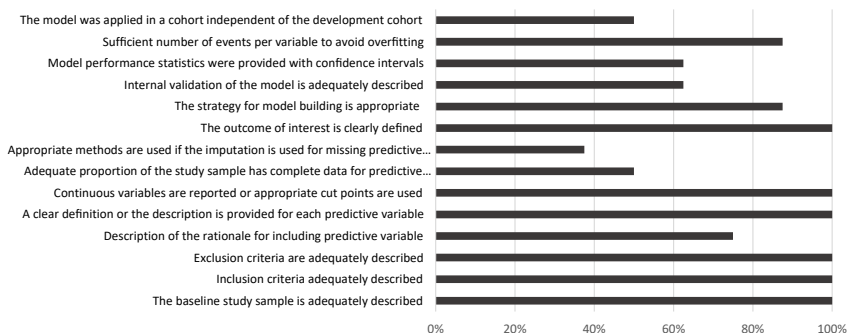 The model was applied in a cohort independent of the development cohort
Sufficient number of events per variable to avoid overfitting
Model performance statistics were provided with confidence intervals
Internal validation of the model is adequately described
The strategy for model building is appropriate
The outcome of interest is clearly defined
Appropriate methods are used if the imputation is used for missing predictive...
Adequate proportion of the study sample has complete data for predictive...
Continuous variables are reported or appropriate cut points are used
A clear definition or the description is provided for each predictive variable
Description of the rationale for including predictive variable
Exclusion criteria are adequately described
Inclusion criteria adequately described
The baseline study sample is adequately described
0% 20% 40% 60% 80% 100%